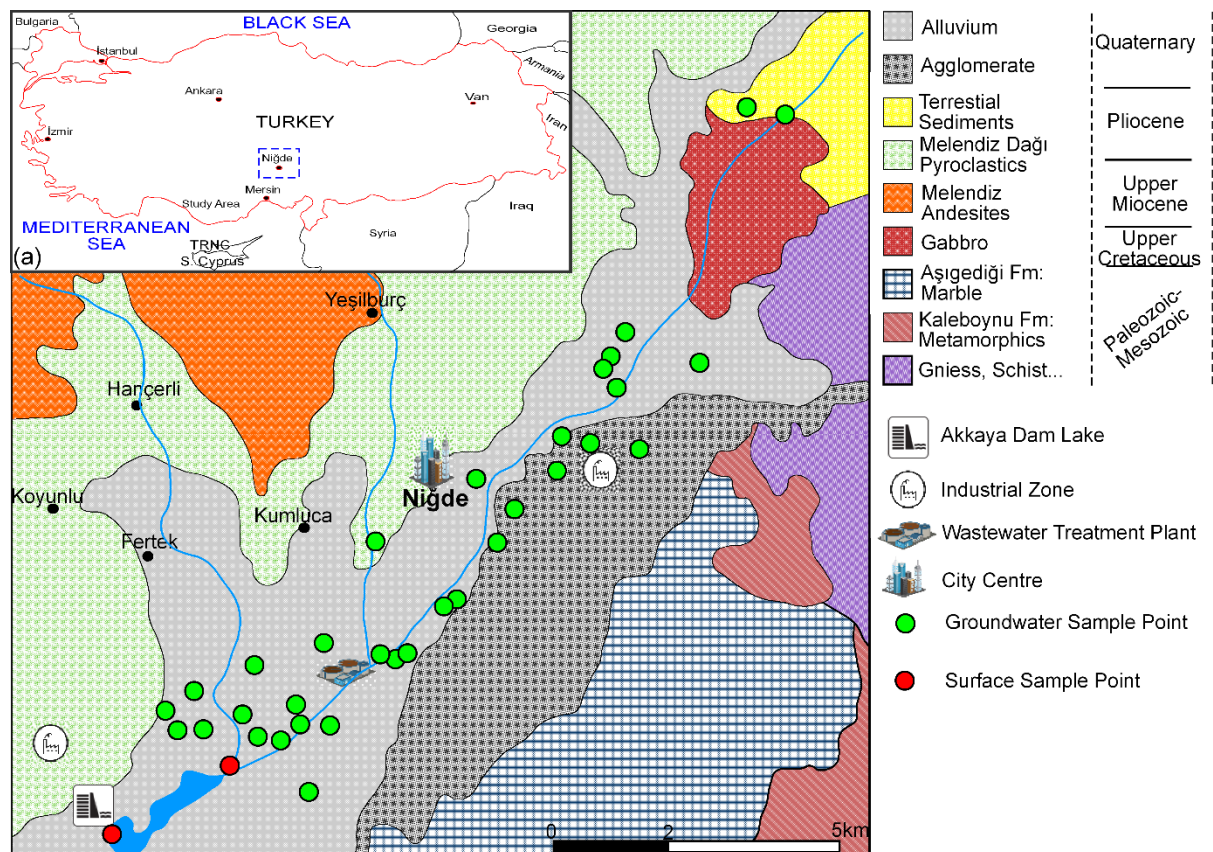 Bulgaria
BLACK SEA
Georgia
İstanbul
Armania
Ankara
Van
Iran
TURKEY
İzmir
Niğde
Mersin
Study Area
Iraq
MEDITERRANEAN
SEA
Syria
TRNC
S. Cyprus
(a)
Yeşilburç
Hançerli
Niğde
Koyunlu
Kumluca
Fertek
0 2 5km
Alluvium
Agglomerate
Terrestial
Sediments
Melendiz Dağı
Pyroclastics
Melendiz
Andesites
Gabbro
Aşıgediği Fm:
Marble
Kaleboynu Fm:
Metamorphics
Gniess, Schist...
Quaternary
Pliocene
Upper
Miocene
Upper
Cretaceous
Paleozoic-
Mesozoic
Akkaya Dam Lake
Industrial Zone
Wastewater Treatment Plant
City Centre
Groundwater Sample Point
Surface Sample Point